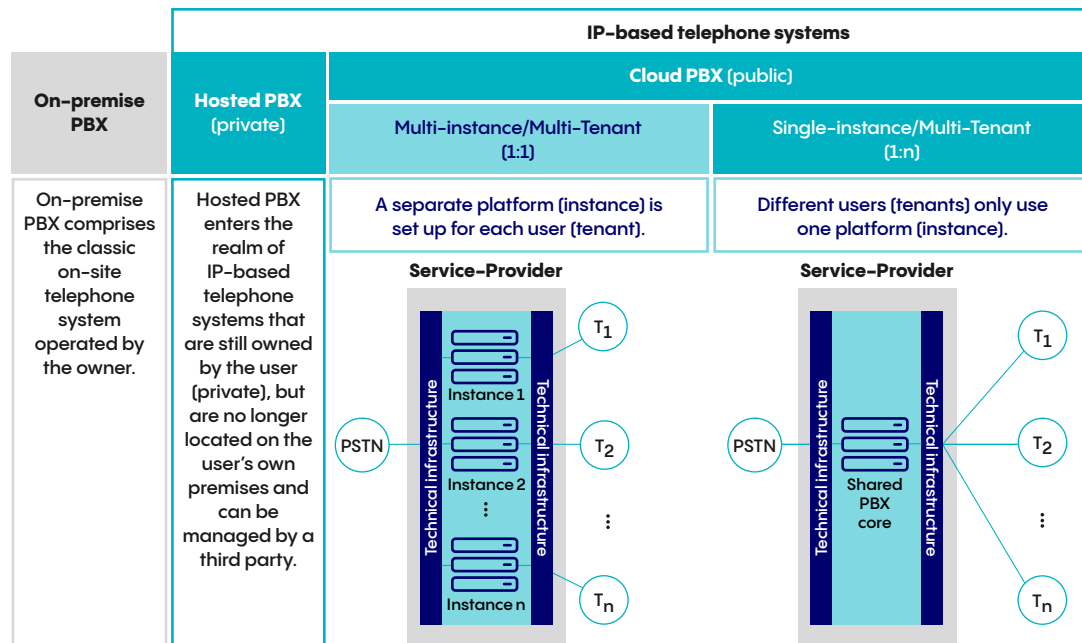 IP-based telephone systems
On-premise
PBX
Hosted PBX
(private)
Cloud PBX (public)
Multi-instance/Multi-Tenant
(1:1)
Single-instance/Multi-Tenant
(1:n)
On-premise
PBX comprises
the classic
on-site
telephone
system
operated by
the owner.
Hosted PBX
enters the
realm of
IP-based
telephone
systems that
are still owned
by the user
(private), but
are no longer
located on the
user's own
premises and
can be
managed by a
third party.
A separate platform (instance) is
set up for each user (tenant).
Service-Provider
PSTN
Technical infrastructure
Instance 1
Instance 2
⋮
Instance n
Technical infrastructure
T1
T2
⋮
Tn
Different users (tenants) only use
one platform (instance).
Service-Provider
PSTN
Technical infrastructure
Shared
PBX
core
Technical infrastructure
T1
T2
⋮
Tn